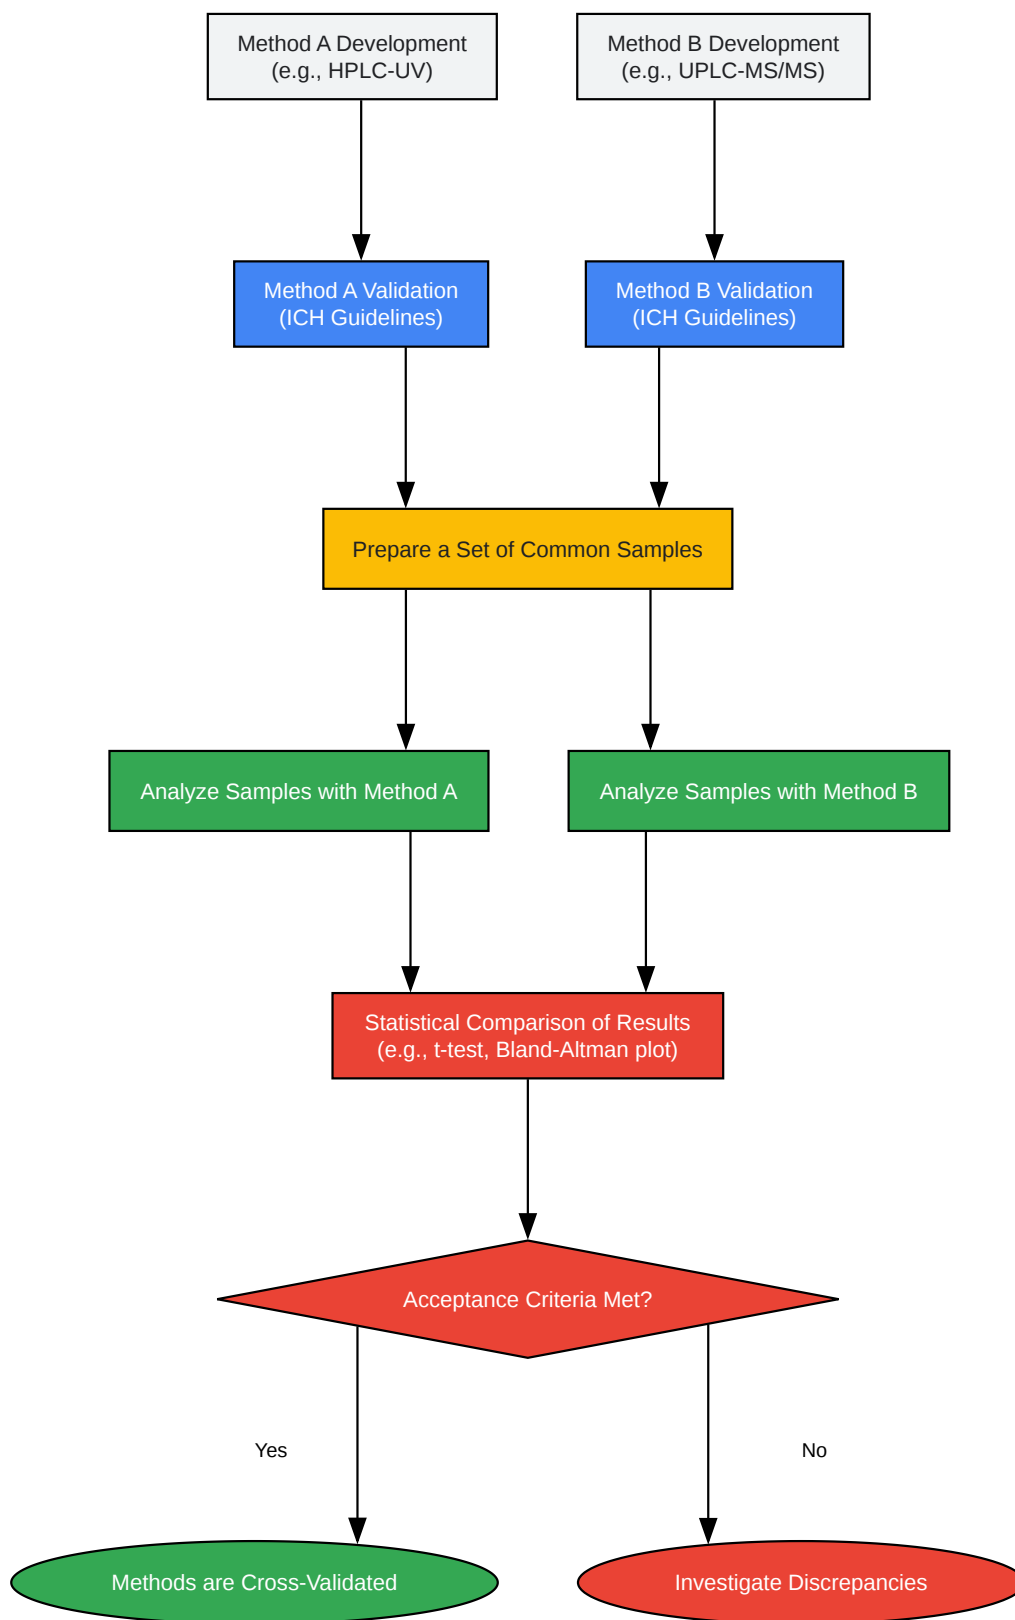 Method A Development
(e.g., HPLC-UV)
Method B Development
(e.g., UPLC-MS/MS)
Method A Validation
(ICH Guidelines)
Method B Validation
(ICH Guidelines)
Prepare a Set of Common Samples
Analyze Samples with Method A
Analyze Samples with Method B
Statistical Comparison of Results
(e.g., t-test, Bland-Altman plot)
Acceptance Criteria Met?
Yes
No
Methods are Cross-Validated
Investigate Discrepancies